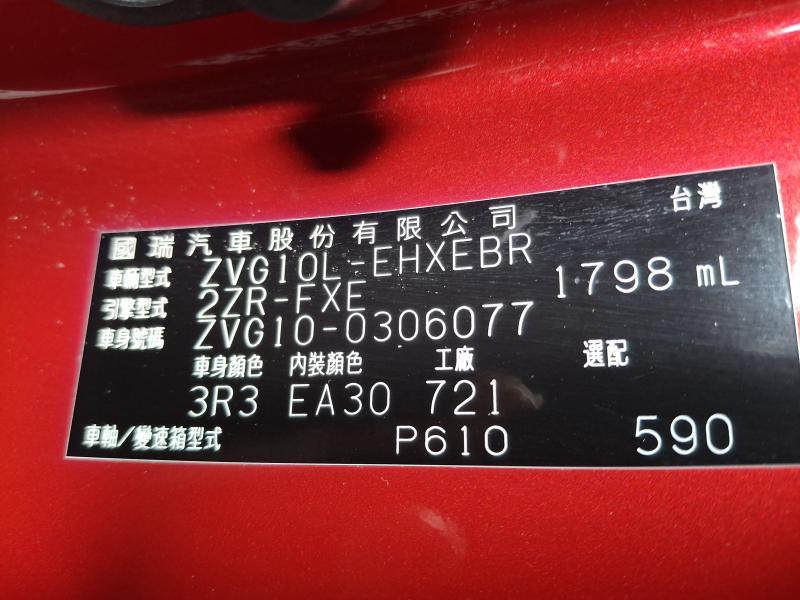 國瑞汽車股份有限公司 台灣
車輛型式 ZVG10L-EHXEBR
引擎型式 2ZR-FXE 1798 mL
車身號碼 ZVG10-0306077
車身顏色 內裝顏色 工廠 選配
3R3 EA30 721
車軸/變速箱型式 P610 590